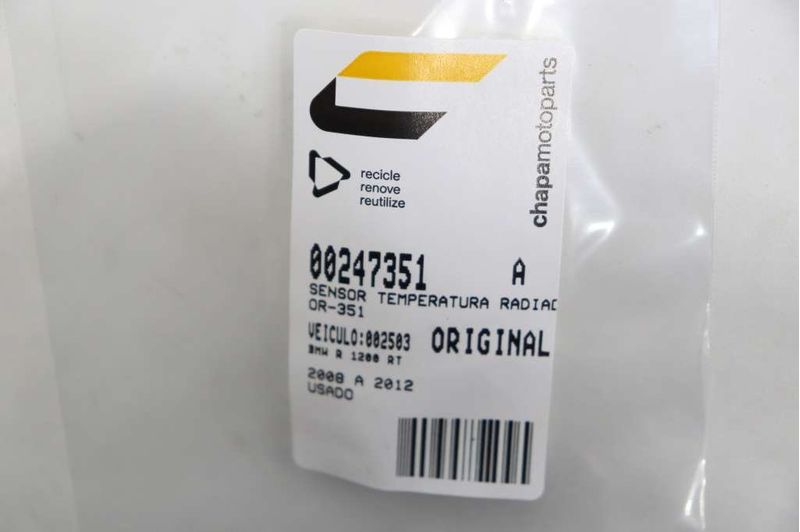 chapamotoparts
recicle
renove
reutilize
00247351 A
SENSOR TEMPERATURA RADIAD
OR-351
VEICULO:002503 ORIGINAL
BMW R 1200 RT
2008 A 2012
USADO